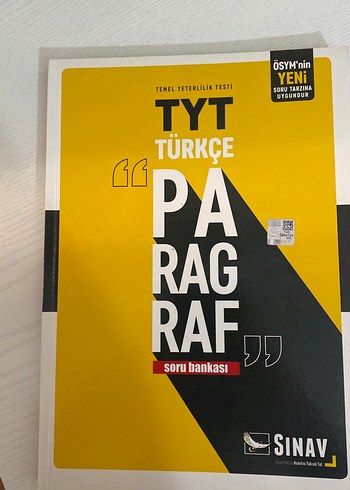 ÖSYM'nin
YENİ
SORU TARZINA
UYGUNDUR
TEMEL YETERLİLİK TESTİ
TYT
TÜRKÇE
“PA
RAG
RAF”
soru bankası
SINAV